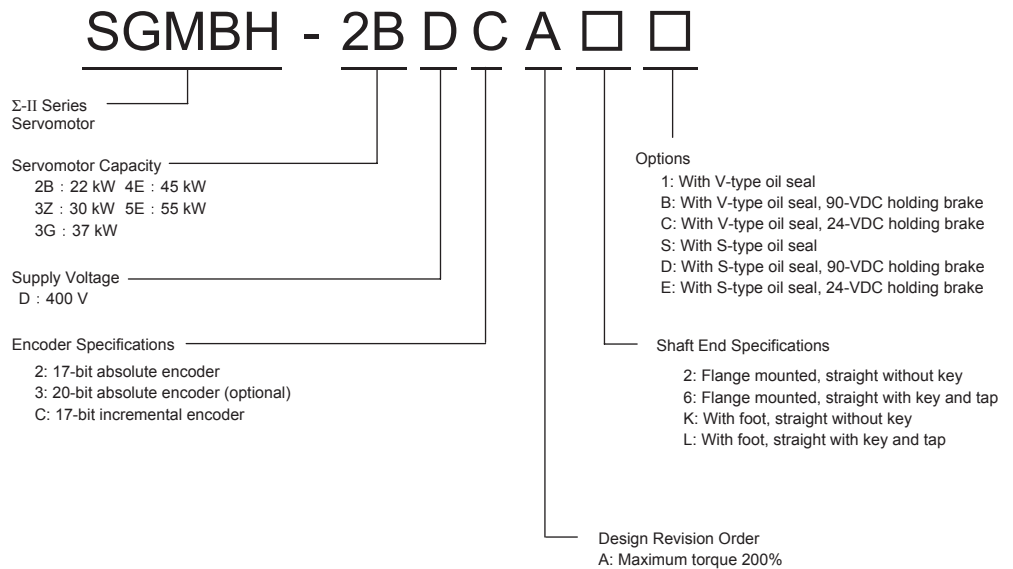 SGMBH - 2B D C A □ □
Σ-II Series
Servomotor
Servomotor Capacity
2B : 22 kW 4E : 45 kW
3Z : 30 kW 5E : 55 kW
3G : 37 kW
Supply Voltage
D : 400 V
Encoder Specifications
2: 17-bit absolute encoder
3: 20-bit absolute encoder (optional)
C: 17-bit incremental encoder
Options
1: With V-type oil seal
B: With V-type oil seal, 90-VDC holding brake
C: With V-type oil seal, 24-VDC holding brake
S: With S-type oil seal
D: With S-type oil seal, 90-VDC holding brake
E: With S-type oil seal, 24-VDC holding brake
Shaft End Specifications
2: Flange mounted, straight without key
6: Flange mounted, straight with key and tap
K: With foot, straight without key
L: With foot, straight with key and tap
Design Revision Order
A: Maximum torque 200%